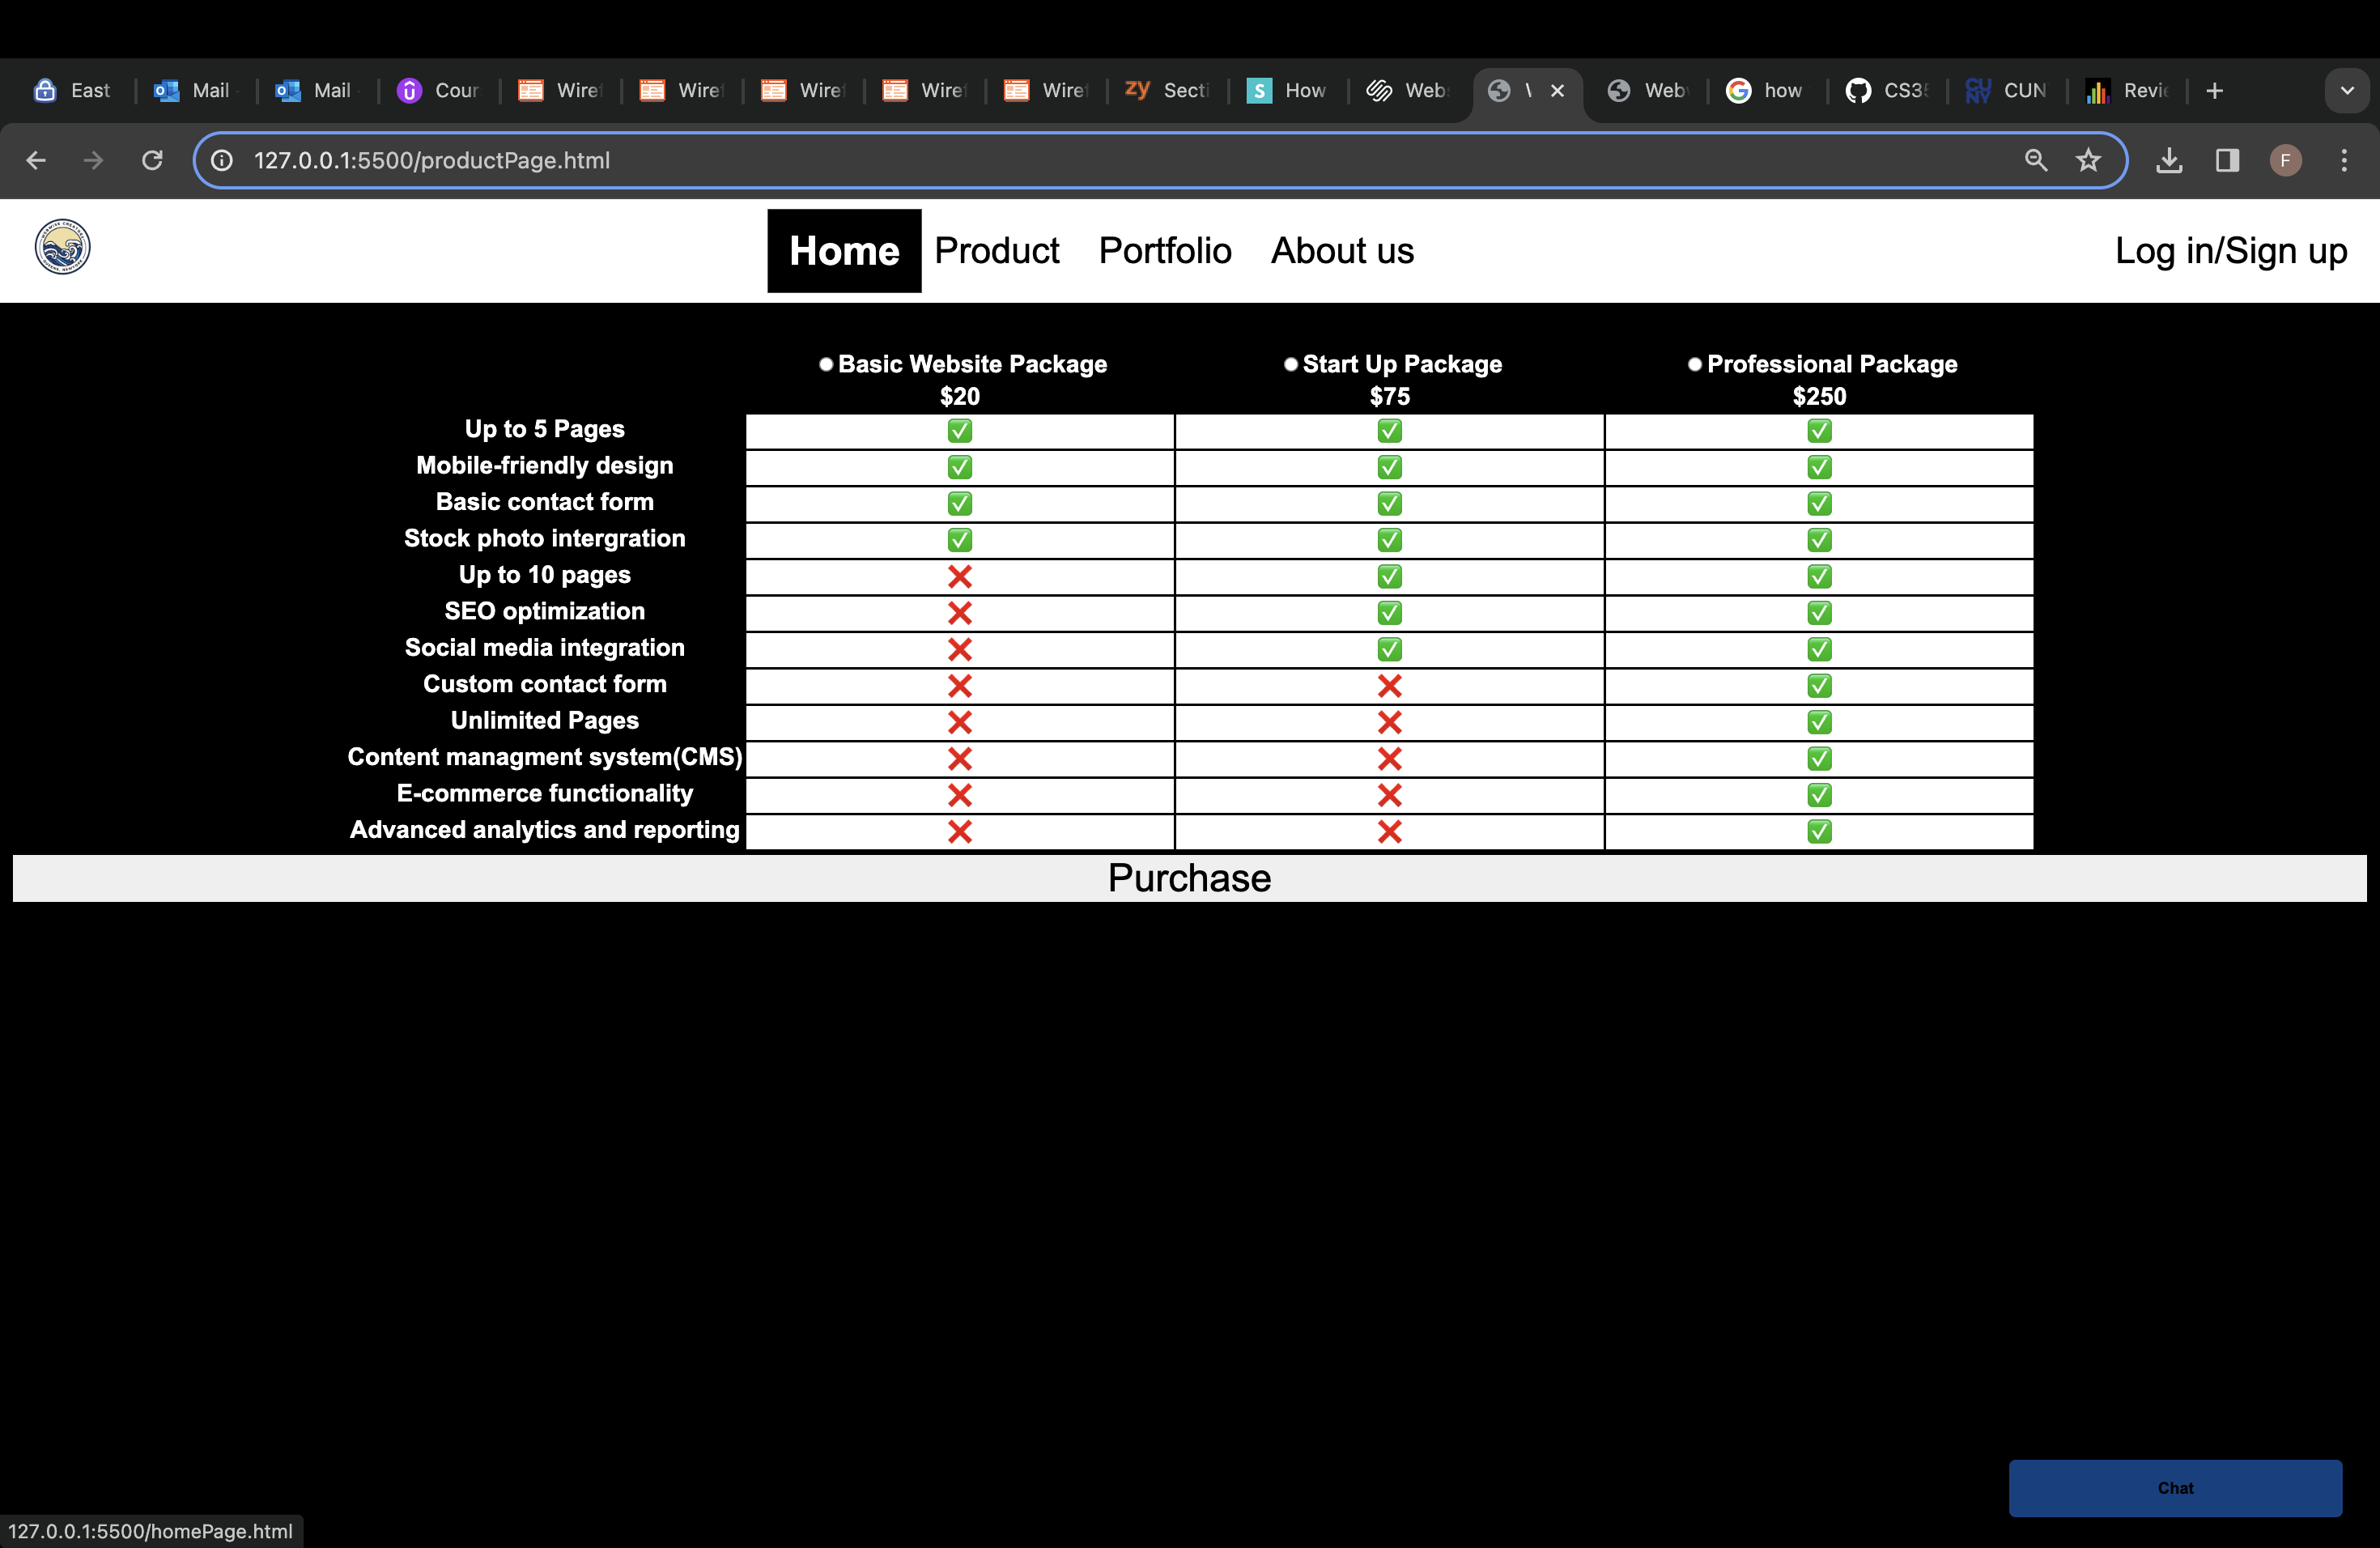 East Mail Mail Cour Wire Wire Wire Wire Wire zy Secti S How Web Web G how CS3 CUN Revi
127.0.0.1:5500/productPage.html F
Home Product Portfolio About us Log in/Sign up
Basic Website Package Start Up Package Professional Package
$20 $75 $250
Up to 5 Pages
Mobile-friendly design
Basic contact form
Stock photo intergration
Up to 10 pages
SEO optimization
Social media integration
Custom contact form
Unlimited Pages
Content managment system(CMS)
E-commerce functionality
Advanced analytics and reporting
Purchase
Chat
127.0.0.1:5500/homePage.html